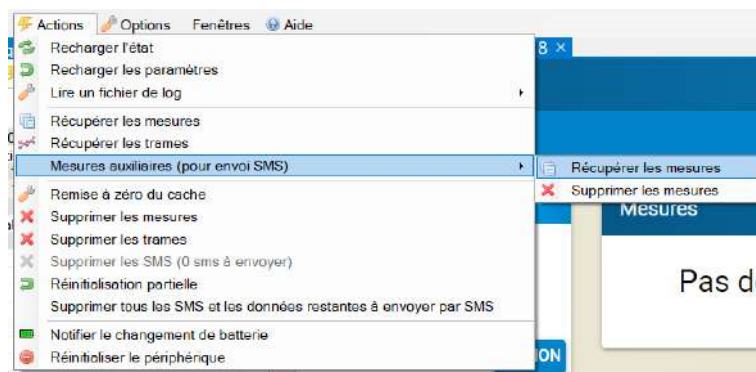 Actions Options Fenêtres Aide
8 ×
Recharger l'état
Recharger les paramètres
Lire un fichier de log
Récupérer les mesures
Récupérer les trames
Mesures auxiliaires (pour envoi SMS)
Récupérer les mesures
Supprimer les mesures
Remise à zéro du cache
Supprimer les mesures
Mesures
Supprimer les trames
Supprimer les SMS (0 sms à envoyer)
Réinitialisation partielle
Pas d
Supprimer tous les SMS et les données restantes à envoyer par SMS
Notifier le changement de batterie
Réinitialiser le périphérique
ION